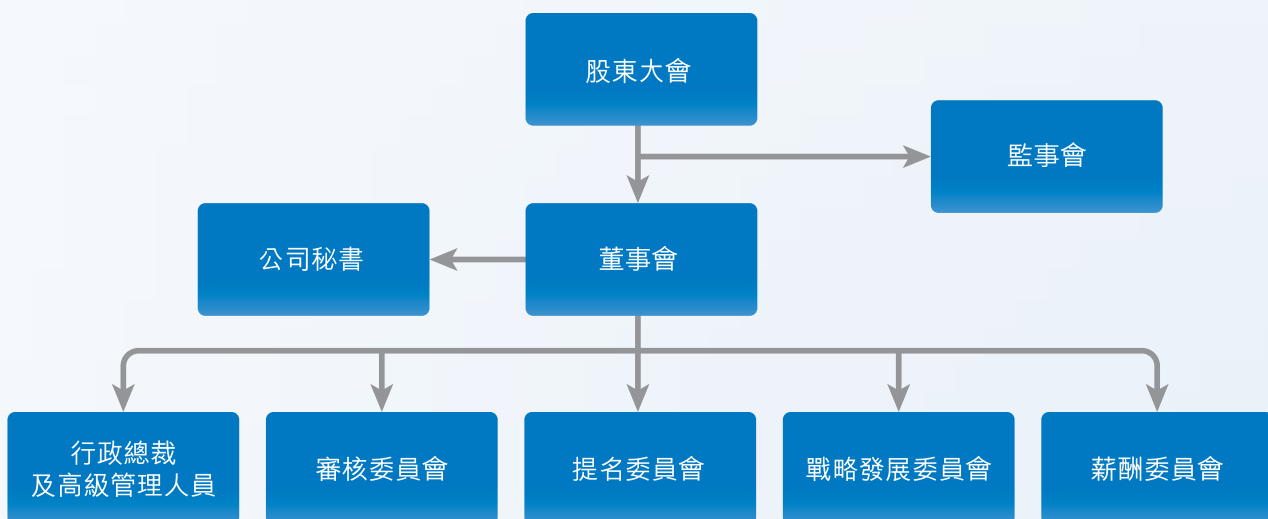 股東大會
監事會
公司秘書
董事會
行政總裁
及高級管理人員
審核委員會
提名委員會
戰略發展委員會
薪酬委員會